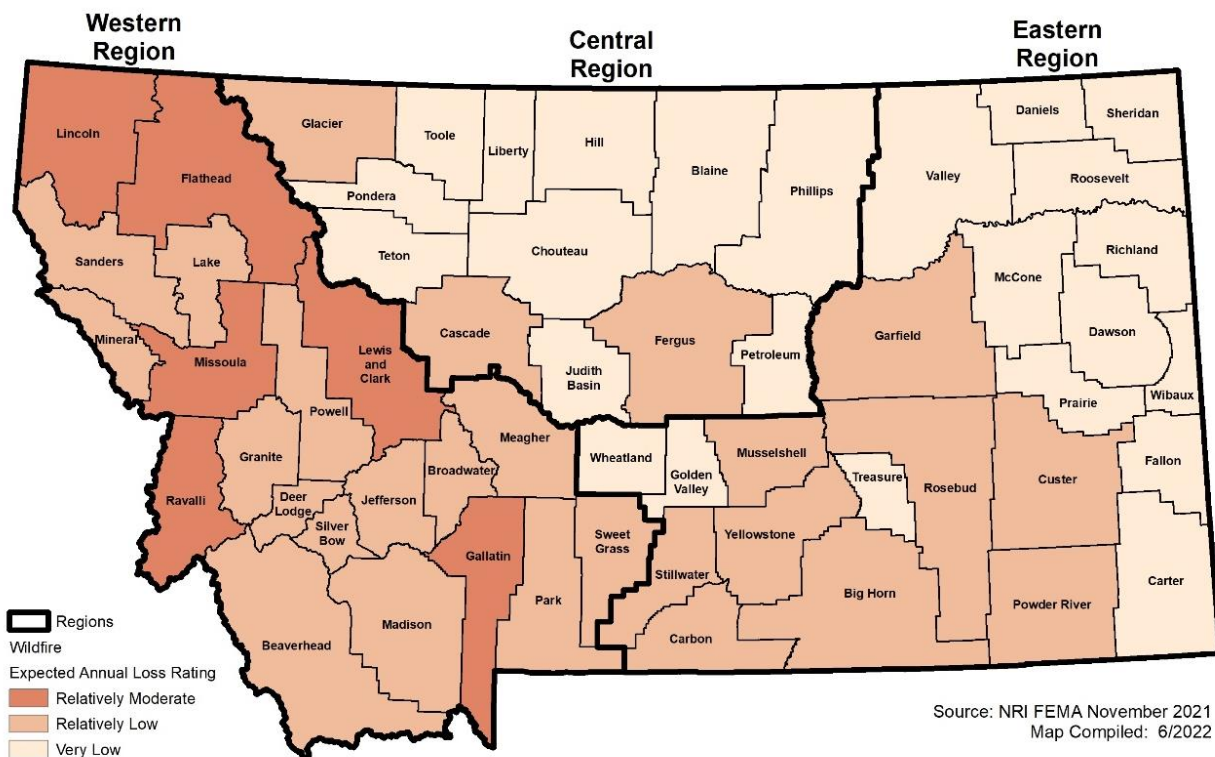 Western
Region
Central
Region
Eastern
Region
Lincoln
Flathead
Glacier
Toole
Liberty
Hill
Blaine
Phillips
Valley
Daniels
Sheridan
Roosevelt
Pondera
Teton
Chouteau
Richland
McCone
Sanders
Lake
Mineral
Missoula
Lewis
and
Clark
Cascade
Judith
Basin
Fergus
Petroleum
Garfield
Dawson
Prairie
Wibaux
Powell
Granite
Ravalli
Deer
Lodge
Silver
Bow
Jefferson
Broadwater
Meagher
Wheatland
Golden
Valley
Musselshell
Treasure
Rosebud
Custer
Fallon
Gallatin
Sweet
Grass
Stillwater
Yellowstone
Park
Carbon
Big Horn
Powder River
Carter
Beaverhead
Madison
Regions
Wildfire
Expected Annual Loss Rating
Relatively Moderate
Relatively Low
Very Low
Source: NRI FEMA November 2021
Map Compiled: 6/2022